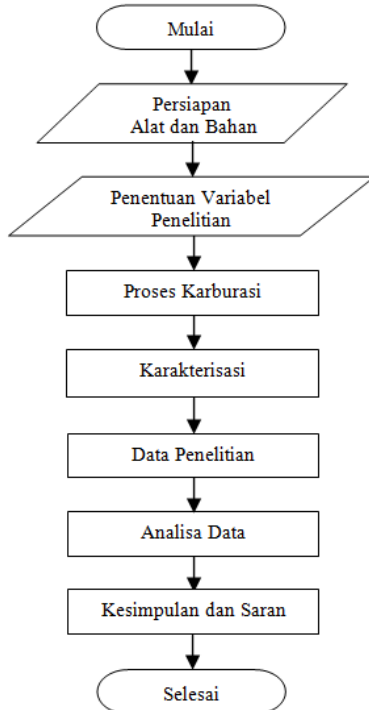 Mulai
Persiapan
Alat dan Bahan
Penentuan Variabel
Penelitian
Proses Karburasi
Karakterisasi
Data Penelitian
Analisa Data
Kesimpulan dan Saran
Selesai